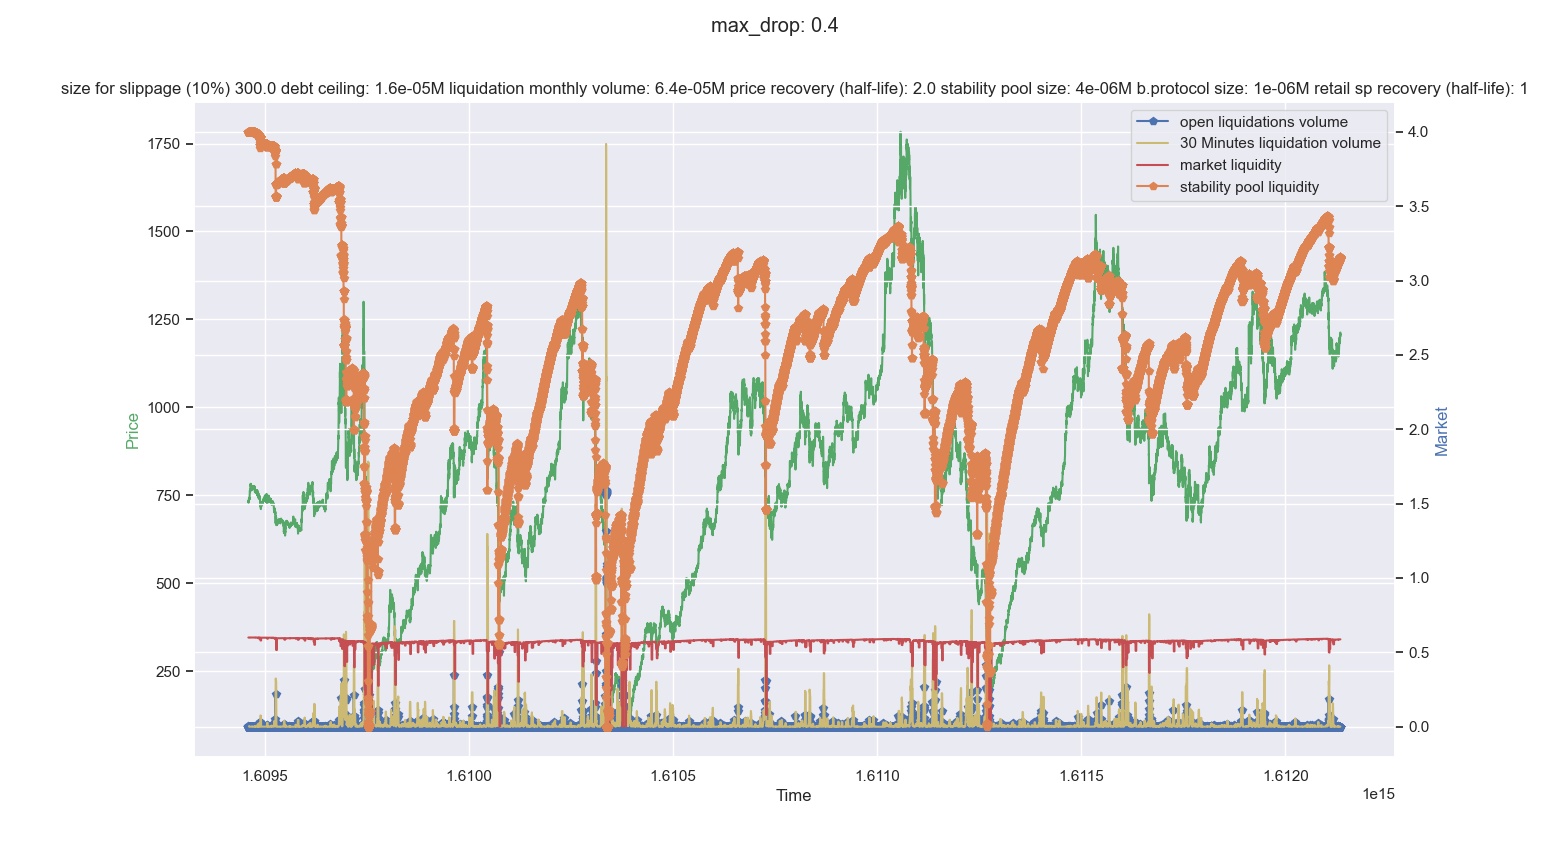 max_drop: 0.4
size for slippage (10%) 300.0 debt ceiling: 1.6e-05M liquidation monthly volume: 6.4e-05M price recovery (half-life): 2.0 stability pool size: 4e-06M b.protocol size: 1e-06M retail sp recovery (half-life): 1
open liquidations volume
30 Minutes liquidation volume
market liquidity
stability pool liquidity
1750
1500
1250
1000
750
500
250
Price
4.0
3.5
3.0
2.5
2.0
1.5
1.0
0.5
0.0
Market
1.6095
1.6100
1.6105
1.6110
1.6115
1.6120
1e15
Time